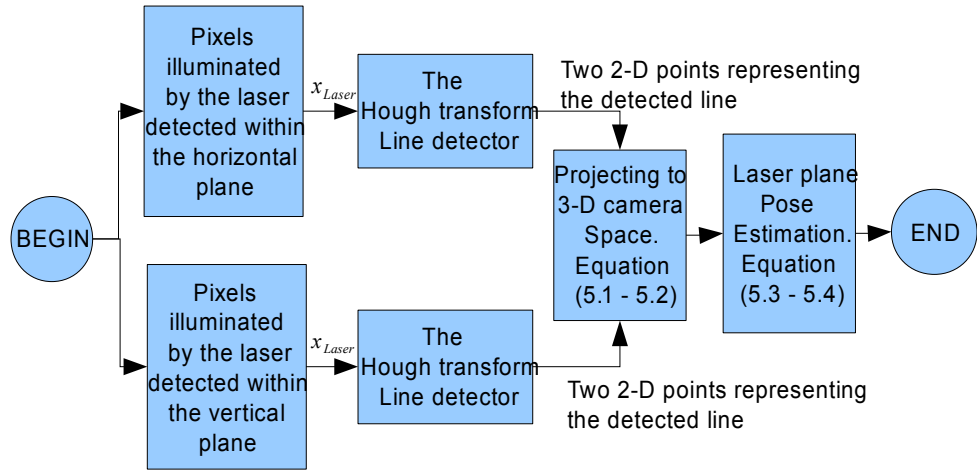 BEGIN
Pixels
illuminated
by the laser
detected within
the horizontal
plane
x_Laser
The
Hough transform
Line detector
Two 2-D points representing
the detected line
Pixels
illuminated
by the laser
detected within
the vertical
plane
x_Laser
The
Hough transform
Line detector
Two 2-D points representing
the detected line
Projecting to
3-D camera
Space.
Equation
(5.1 - 5.2)
Laser plane
Pose
Estimation.
Equation
(5.3 - 5.4)
END